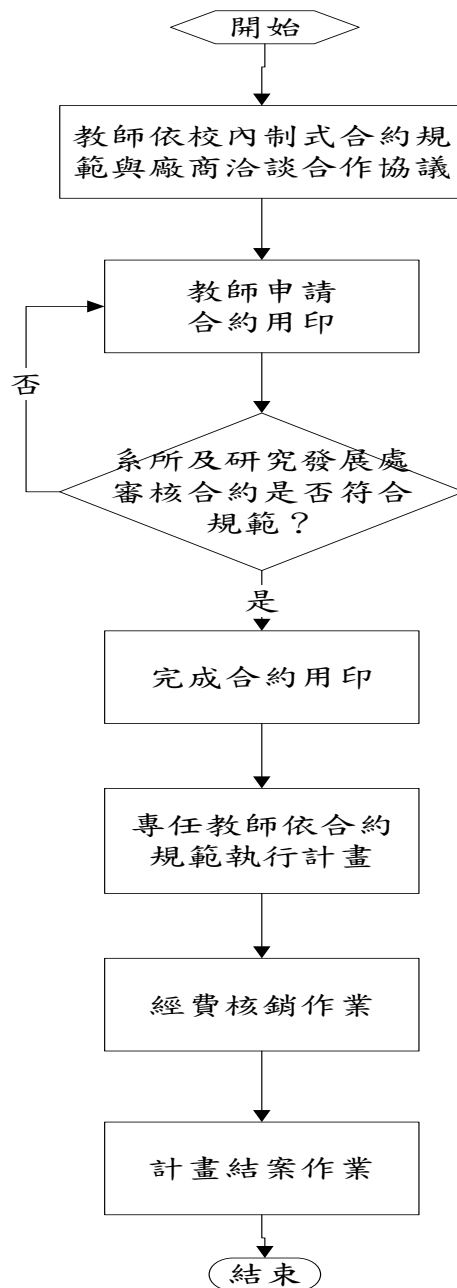 開始
教師依校內制式合約規
範與廠商洽談合作協議
教師申請
合約用印
否
系所及研究發展處
審核合約是否符合
規範？
是
完成合約用印
專任教師依合約
規範執行計畫
經費核銷作業
計畫結案作業
結束